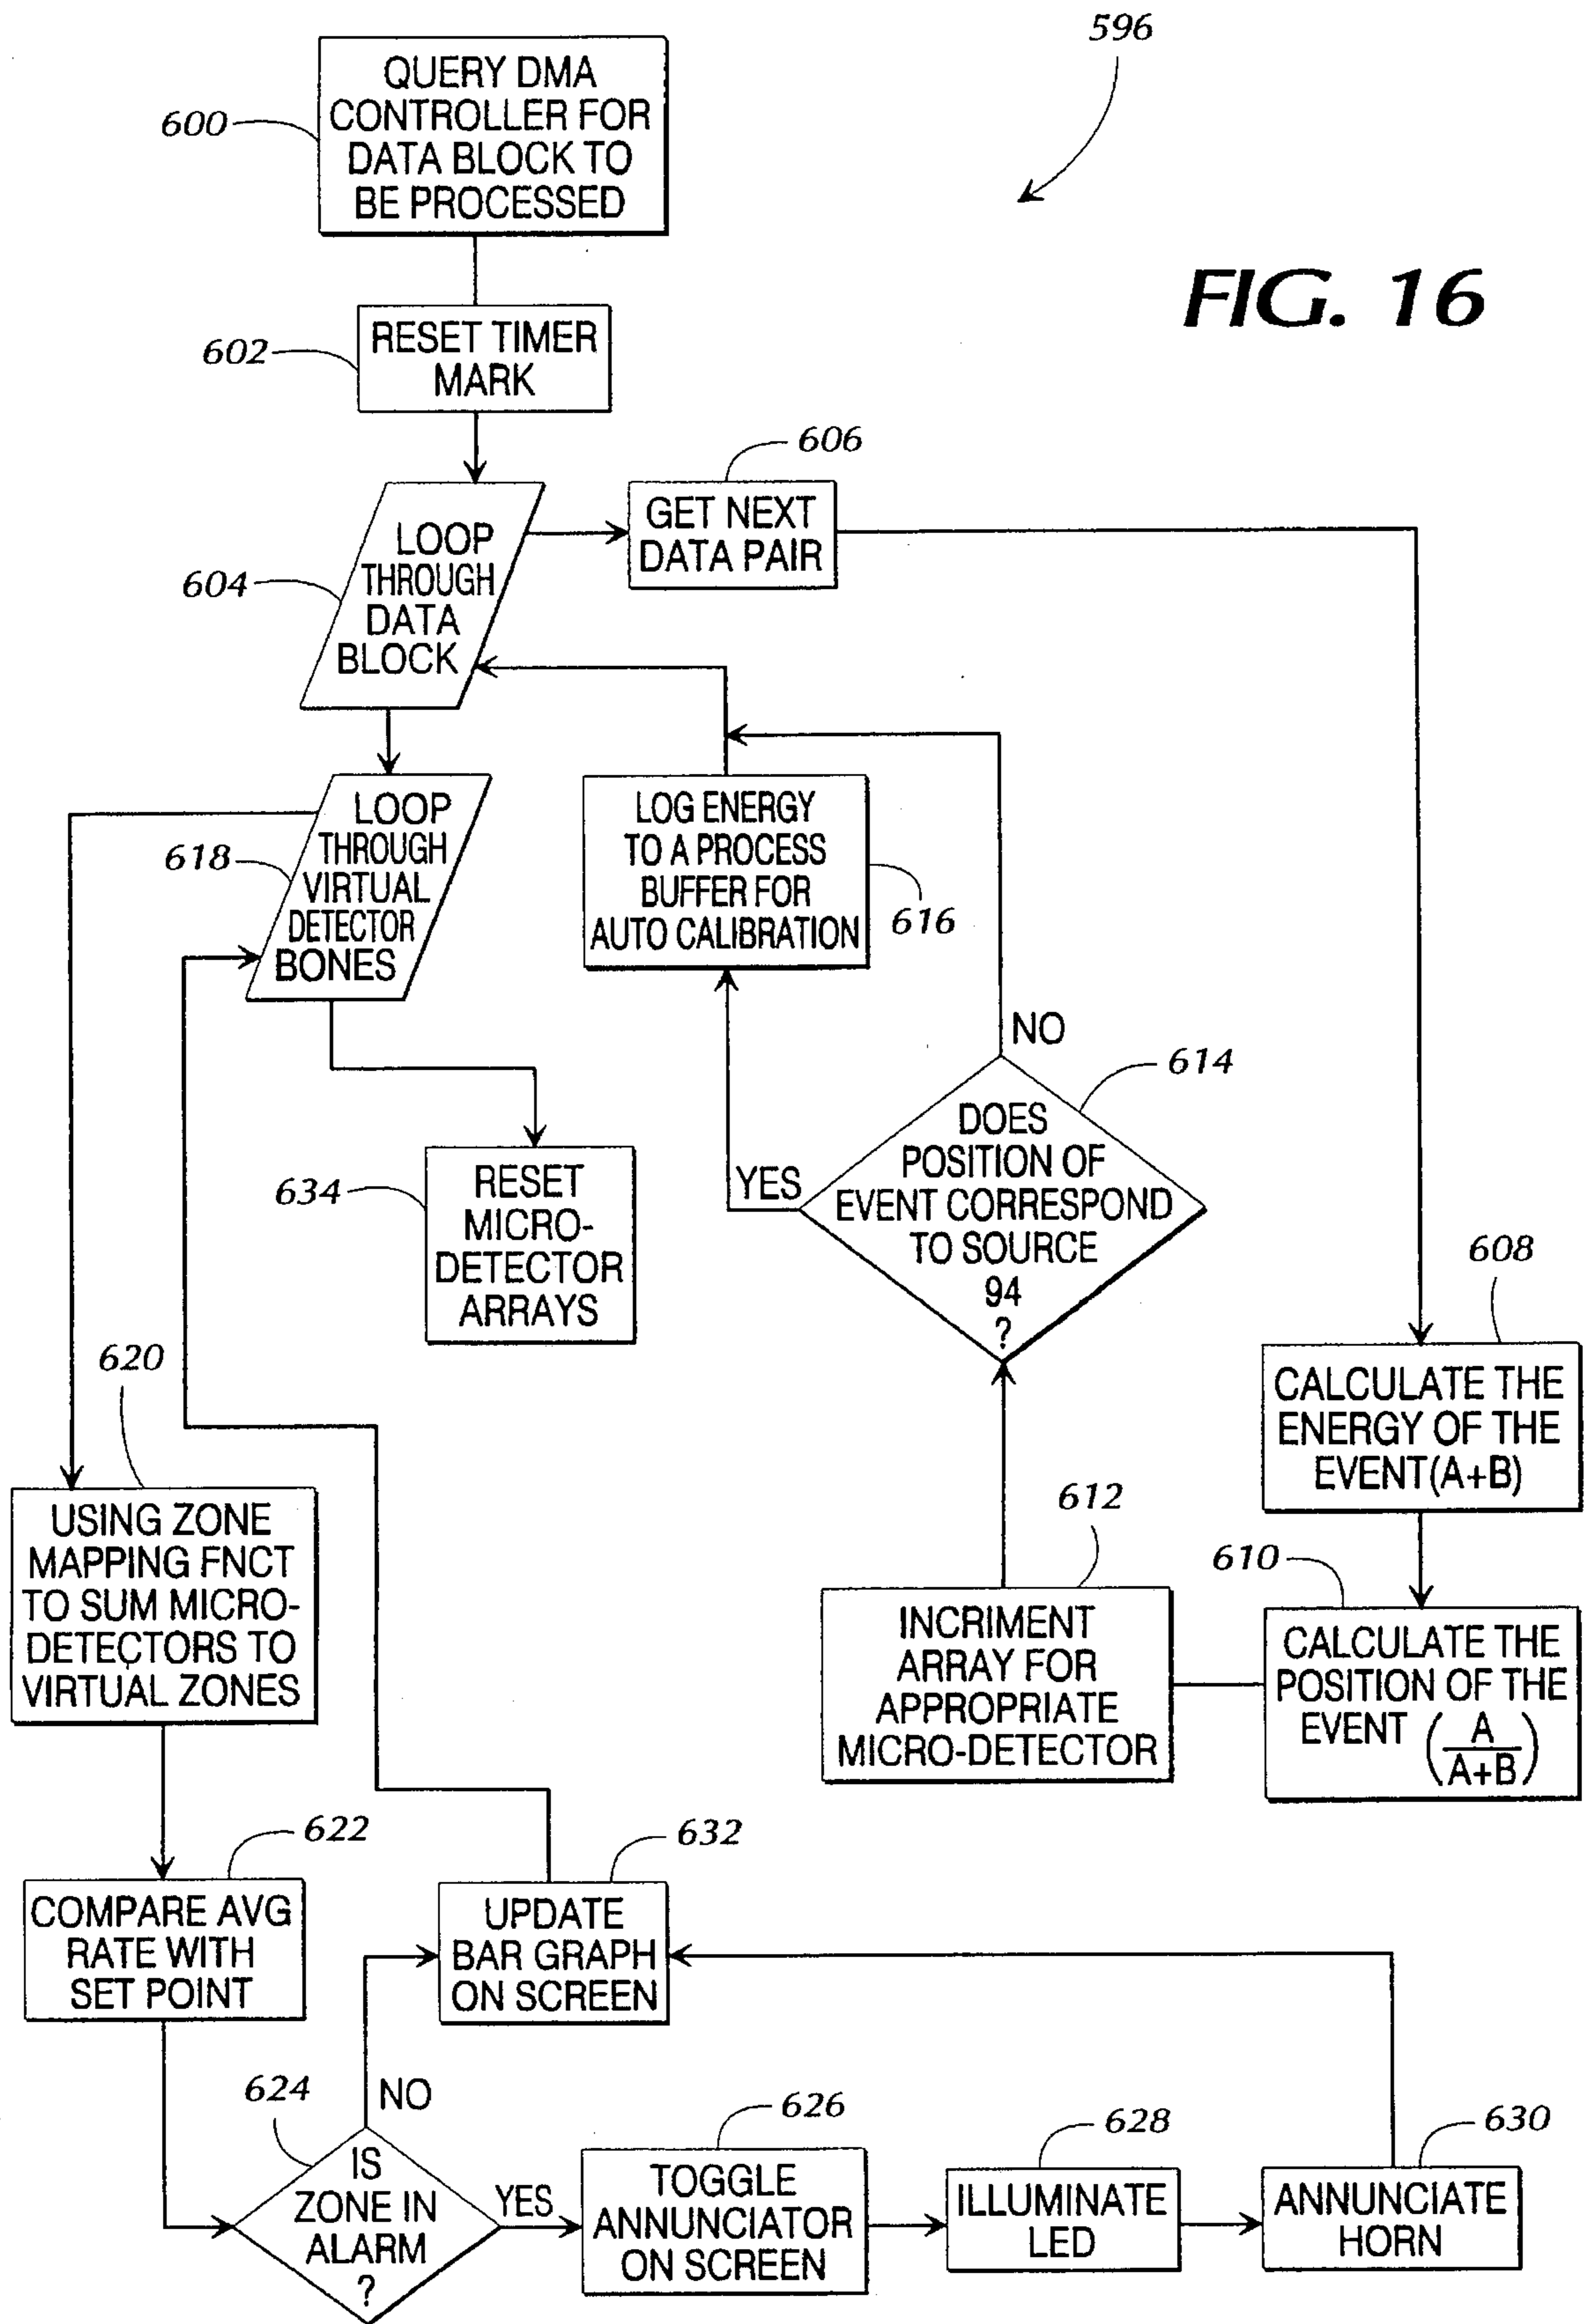 596
FIG. 16
600
QUERY DMA
CONTROLLER FOR
DATA BLOCK TO
BE PROCESSED
602
RESET TIMER
MARK
604
LOOP
THROUGH
DATA
BLOCK
606
GET NEXT
DATA PAIR
618
LOOP
THROUGH
VIRTUAL
DETECTOR
BONES
LOG ENERGY
TO A PROCESS
BUFFER FOR
AUTO CALIBRATION
616
NO
614
DOES
POSITION OF
EVENT CORRESPOND
TO SOURCE
94
?
YES
634
RESET
MICRO-
DETECTOR
ARRAYS
608
CALCULATE THE
ENERGY OF THE
EVENT(A+B)
610
CALCULATE THE
POSITION OF THE
EVENT (A/A+B)
612
INCRIMENT
ARRAY FOR
APPROPRIATE
MICRO-DETECTOR
620
USING ZONE
MAPPING FNCT
TO SUM MICRO-
DETECTORS TO
VIRTUAL ZONES
622
COMPARE AVG
RATE WITH
SET POINT
632
UPDATE
BAR GRAPH
ON SCREEN
624
NO
IS
ZONE IN
ALARM
?
YES
626
TOGGLE
ANNUNCIATOR
ON SCREEN
628
ILLUMINATE
LED
630
ANNUNCIATE
HORN